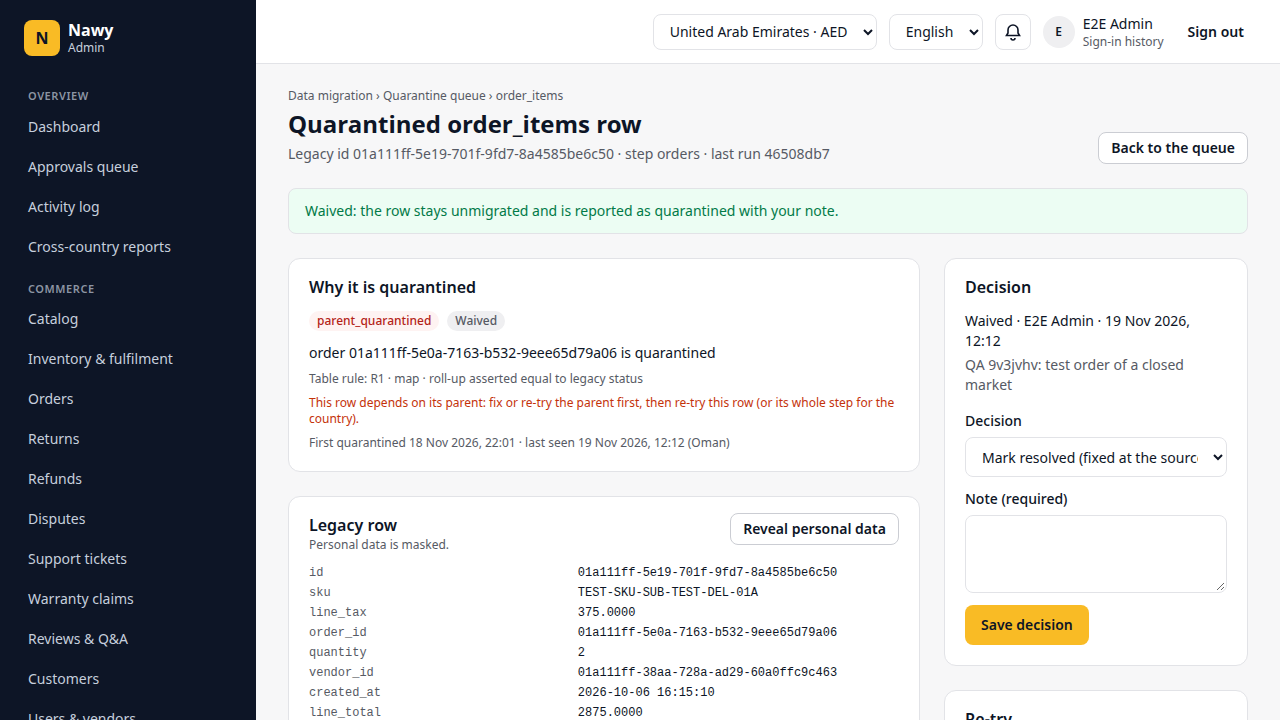 N
Nawy
Admin
United Arab Emirates · AED
English
E
E2E Admin
Sign-in history
Sign out
OVERVIEW
Dashboard
Approvals queue
Activity log
Cross-country reports
COMMERCE
Catalog
Inventory & fulfilment
Orders
Returns
Refunds
Disputes
Support tickets
Warranty claims
Reviews & Q&A
Customers
Users & vendors
Data migration › Quarantine queue › order_items
Quarantined order_items row
Legacy id 01a111ff-5e19-701f-9fd7-8a4585be6c50 · step orders · last run 46508db7
Back to the queue
Waived: the row stays unmigrated and is reported as quarantined with your note.
Why it is quarantined
parent_quarantined
Waived
order 01a111ff-5e0a-7163-b532-9eee65d79a06 is quarantined
Table rule: R1 · map · roll-up asserted equal to legacy status
This row depends on its parent: fix or re-try the parent first, then re-try this row (or its whole step for the
country).
First quarantined 18 Nov 2026, 22:01 · last seen 19 Nov 2026, 12:12 (Oman)
Legacy row
Personal data is masked.
Reveal personal data
id 01a111ff-5e19-701f-9fd7-8a4585be6c50
sku TEST-SKU-SUB-TEST-DEL-01A
line_tax 375.0000
order_id 01a111ff-5e0a-7163-b532-9eee65d79a06
quantity 2
vendor_id 01a111ff-38aa-728a-ad29-60a0ffc9c463
created_at 2026-10-06 16:15:10
line_total 2875.0000
Decision
Waived · E2E Admin · 19 Nov 2026,
12:12
QA 9v3jvhv: test order of a closed
market
Decision
Mark resolved (fixed at the sourc
Note (required)
Save decision
Re-try